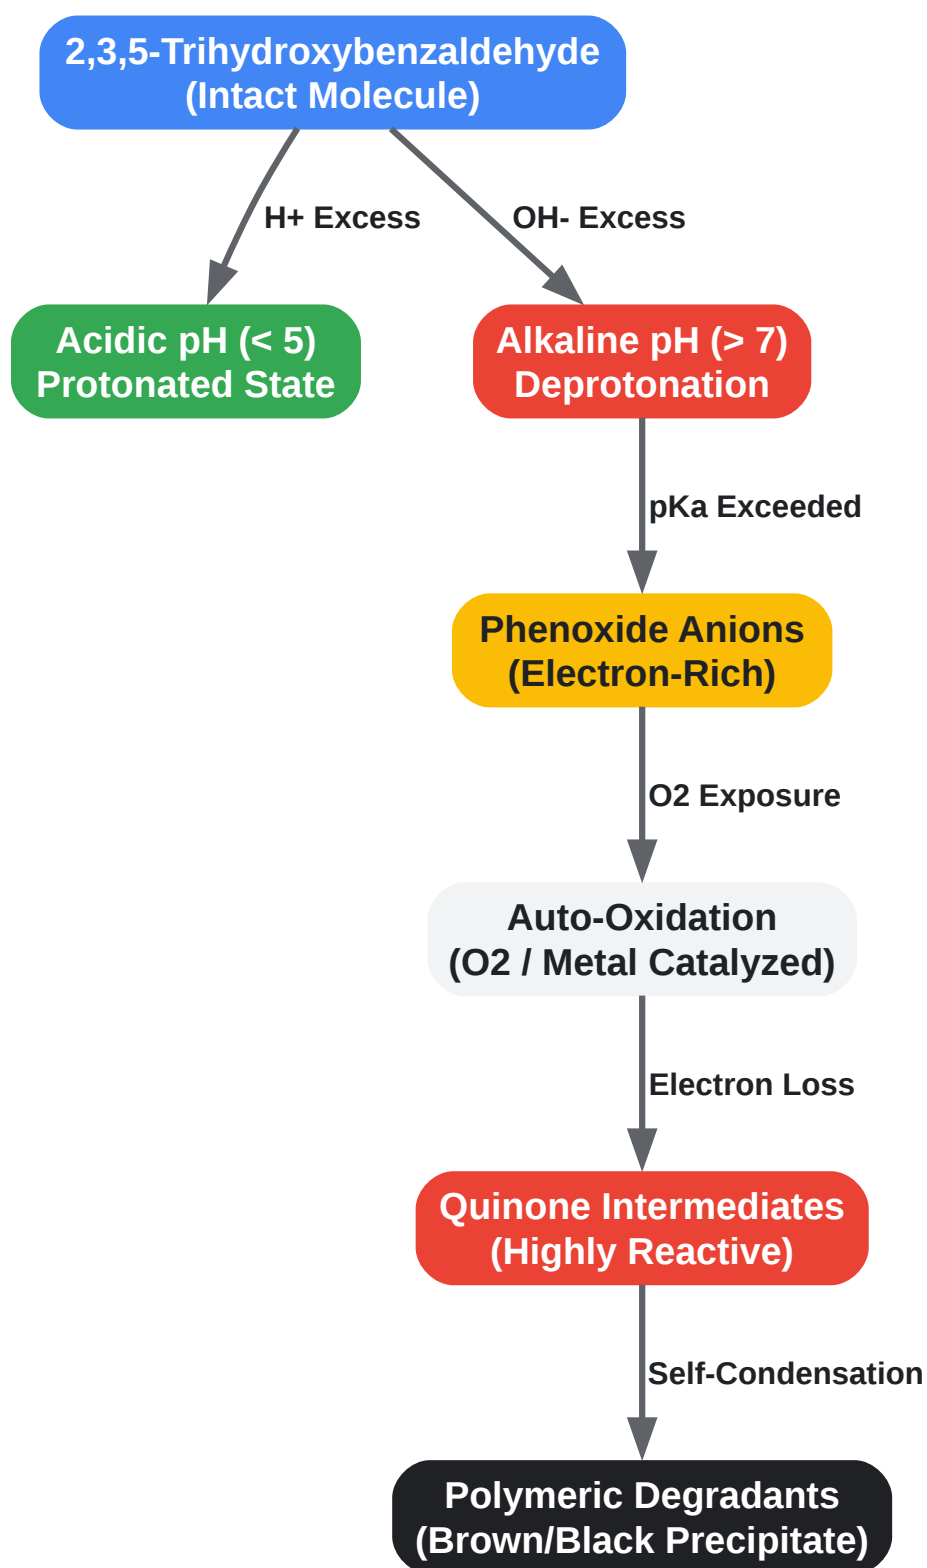 2,3,5-Trihydroxybenzaldehyde
(Intact Molecule)
H+ Excess
OH- Excess
Acidic pH (< 5)
Protonated State
Alkaline pH (> 7)
Deprotonation
pKa Exceeded
Phenoxide Anions
(Electron-Rich)
O2 Exposure
Auto-Oxidation
(O2 / Metal Catalyzed)
Electron Loss
Quinone Intermediates
(Highly Reactive)
Self-Condensation
Polymeric Degradants
(Brown/Black Precipitate)